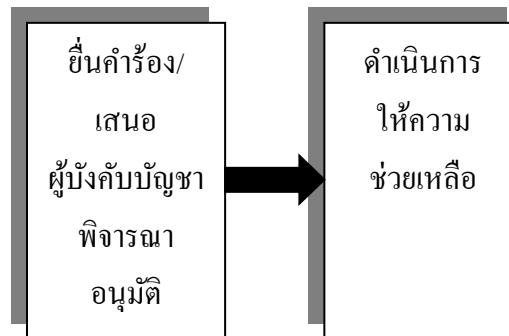 ยื่นคำร้อง/
เสนอ
ผู้บังคับบัญชา
พิจารณา
อนุมัติ
ดำเนินการ
ให้ความ
ช่วยเหลือ